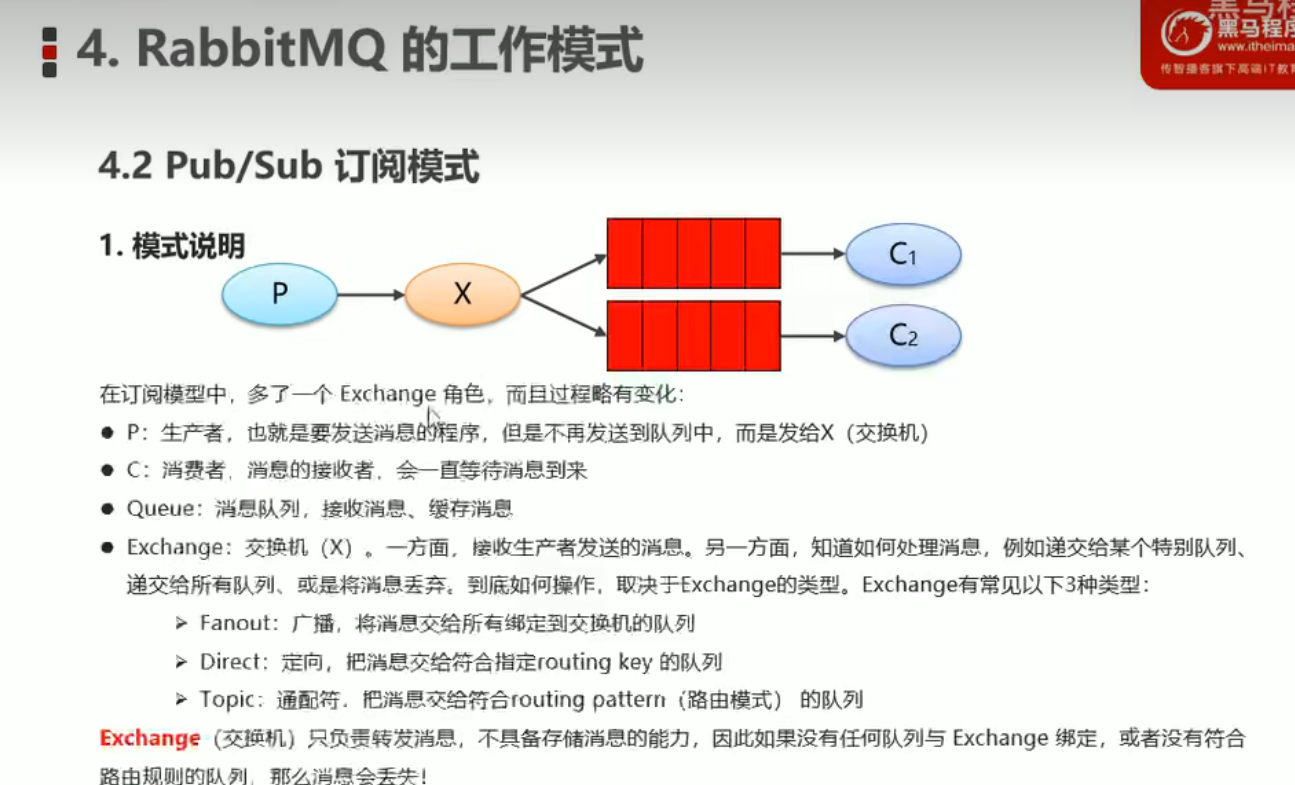 4. RabbitMQ 的工作模式
黑马程
黑马程序
www.itheima
传智播客旗下高端IT教育
4.2 Pub/Sub 订阅模式
1. 模式说明
P
X
C1
C2
在订阅模型中，多了一个 Exchange 角色，而且过程略有变化：
● P：生产者，也就是要发送消息的程序，但是不再发送到队列中，而是发给X（交换机）
● C：消费者，消息的接收者，会一直等待消息到来
● Queue：消息队列，接收消息、缓存消息
● Exchange：交换机（X）。一方面，接收生产者发送的消息。另一方面，知道如何处理消息，例如递交给某个特别队列、
递交给所有队列、或是将消息丢弃。到底如何操作，取决于Exchange的类型。Exchange有常见以下3种类型：
➢ Fanout：广播，将消息交给所有绑定到交换机的队列
➢ Direct：定向，把消息交给符合指定routing key 的队列
➢ Topic：通配符，把消息交给符合routing pattern（路由模式） 的队列
Exchange（交换机）只负责转发消息，不具备存储消息的能力，因此如果没有任何队列与 Exchange 绑定，或者没有符合
路由规则的队列，那么消息会丢失！